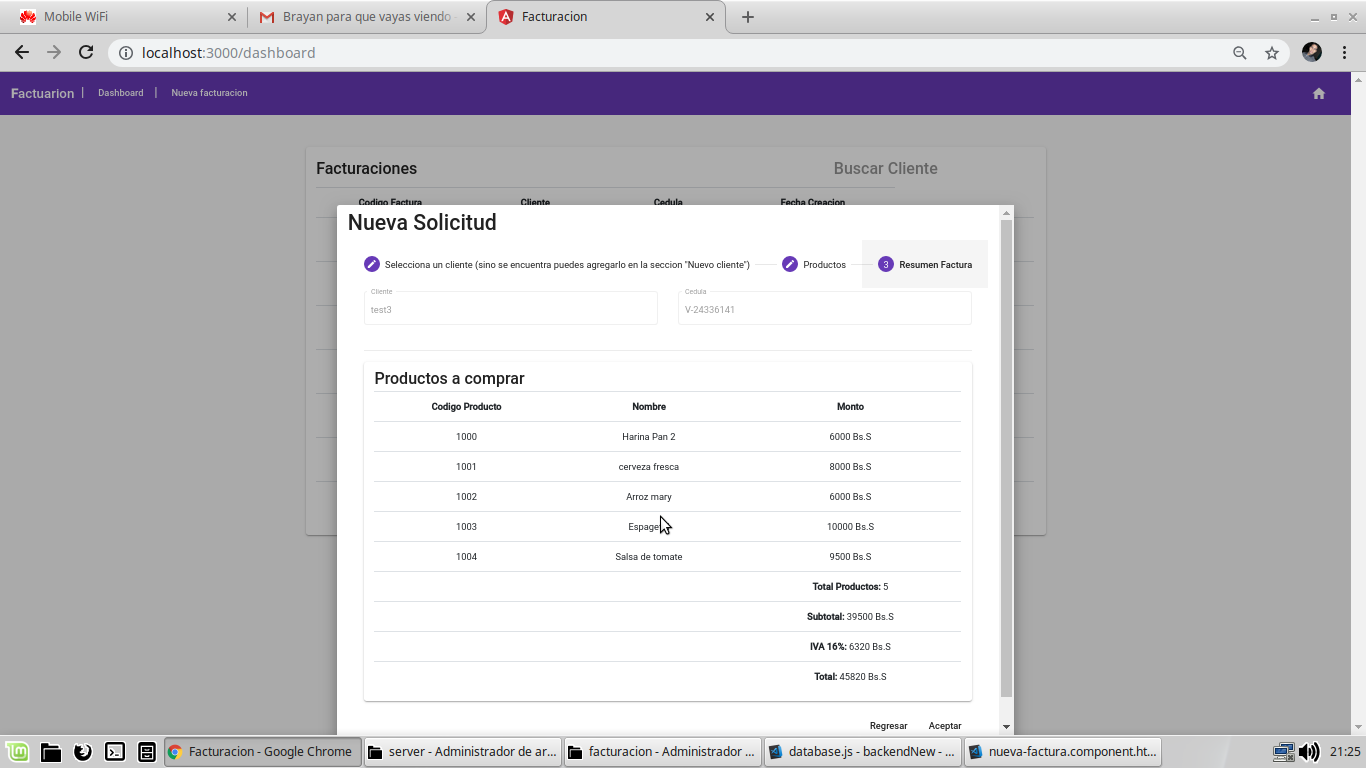 Mobile WiFi
Brayan para que vayas viendo
Facturacion
localhost:3000/dashboard
Factuarion | Dashboard | Nueva facturacion
Facturaciones Buscar Cliente
Codigo Factura Cliente Cedula Fecha Creacion
Nueva Solicitud
Selecciona un cliente (sino se encuentra puedes agregarlo en la seccion "Nuevo cliente") Productos 3 Resumen Factura
Cliente Cedula
test3 V-24336141
Productos a comprar
Codigo Producto Nombre Monto
1000 Harina Pan 2 6000 Bs.S
1001 cerveza fresca 8000 Bs.S
1002 Arroz mary 6000 Bs.S
1003 10000 Bs.S
1004 Salsa de tomate 9500 Bs.S
Total Productos: 5
Subtotal: 39500 Bs.S
IVA 16%: 6320 Bs.S
Total: 45820 Bs.S
Regresar Aceptar
Facturacion - Google Chrome server - Administrador de ar... facturacion - Administrador ... database.js - backendNew - ... nueva-factura.component.ht... 21:25